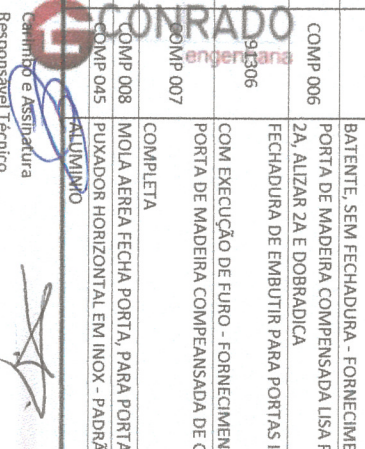 CONRADO
engenharia
BATENTE, SEM FECHADURA - FORNECIME
COMP 006 PORTA DE MADEIRA COMPENSADA LISA P
2A, ALIZAR 2A E DOBRADICA
91306 FECHADURA DE EMBUTIR PARA PORTAS
COM EXECUÇÃO DE FURO - FORNECIMEN
COMP 007 PORTA DE MADEIRA COMPEANSADA DE
COMPLETA
COMP 008 MOLA AEREA FECHA PORTA, PARA PORTA
COMP 045 PUXADOR HORIZONTAL EM INOX - PADRÃ
ALUMINIO
Carimbo e Assinatura
Responsável Técnico